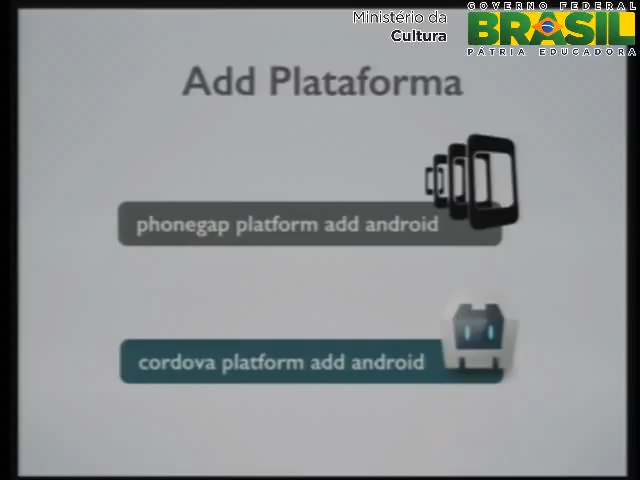 Ministério da
Cultura
GOVERNO FEDERAL
BRASIL
PÁTRIA EDUCADORA
Add Plataforma
phonegap platform add android
cordova platform add android